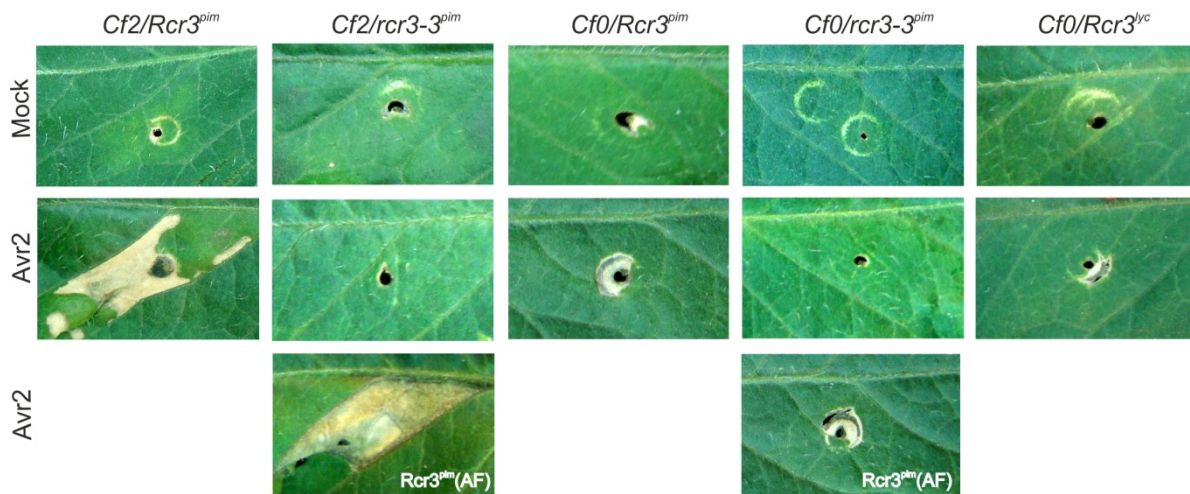 Cf2/Rcr3pim Cf2/rcr3-3pim Cf0/Rcr3pim Cf0/rcr3-3pim Cf0/Rcr3lyc
Mock
Avr2
Avr2
Rcr3pim(AF) Rcr3pim(AF)